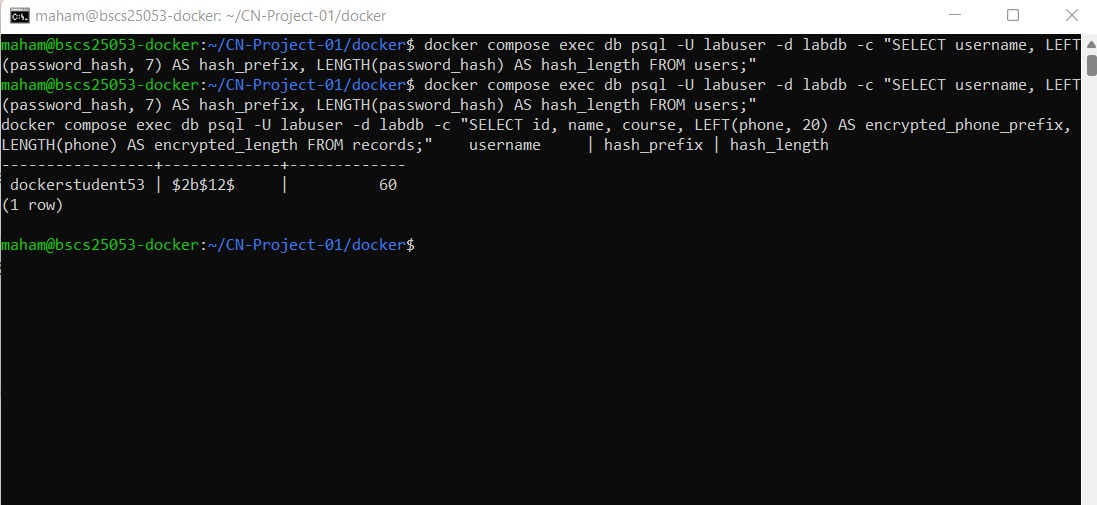 maham@bscs25053-docker: ~/CN-Project-01/docker
maham@bscs25053-docker:~/CN-Project-01/docker$ docker compose exec db psql -U labuser -d labdb -c "SELECT username, LEFT
(password_hash, 7) AS hash_prefix, LENGTH(password_hash) AS hash_length FROM users;"
maham@bscs25053-docker:~/CN-Project-01/docker$ docker compose exec db psql -U labuser -d labdb -c "SELECT username, LEFT
(password_hash, 7) AS hash_prefix, LENGTH(password_hash) AS hash_length FROM users;"
docker compose exec db psql -U labuser -d labdb -c "SELECT id, name, course, LEFT(phone, 20) AS encrypted_phone_prefix,
LENGTH(phone) AS encrypted_length FROM records;"    username     | hash_prefix | hash_length
-----------------+-------------+-------------
 dockerstudent53 | $2b$12$     |          60
(1 row)
maham@bscs25053-docker:~/CN-Project-01/docker$